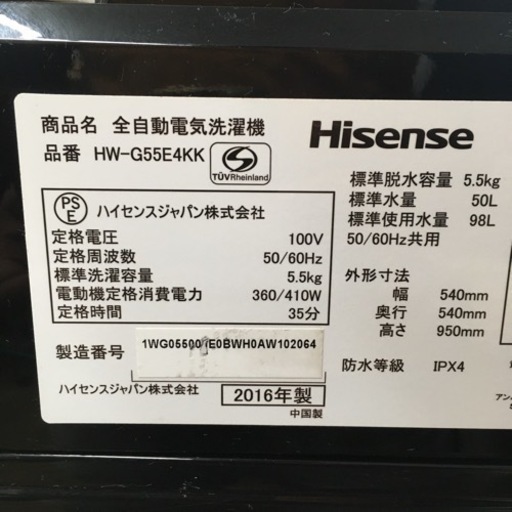 商品名 全自動電気洗濯機
品番 HW-G55E4KK
TÜVRheinland
Hisense
PS
E
ハイセンスジャパン株式会社
定格電圧 100V
定格周波数 50/60Hz
標準洗濯容量 5.5kg
電動機定格消費電力 360/410W
定格時間 35分
標準脱水容量 5.5kg
標準水量 50L
標準使用水量 98L
50/60Hz共用
外形寸法
幅 540mm
奥行 540mm
高さ 950mm
防水等級 IPX4
製造番号
ハイセンスジャパン株式会社
2016年製
中国製
アン